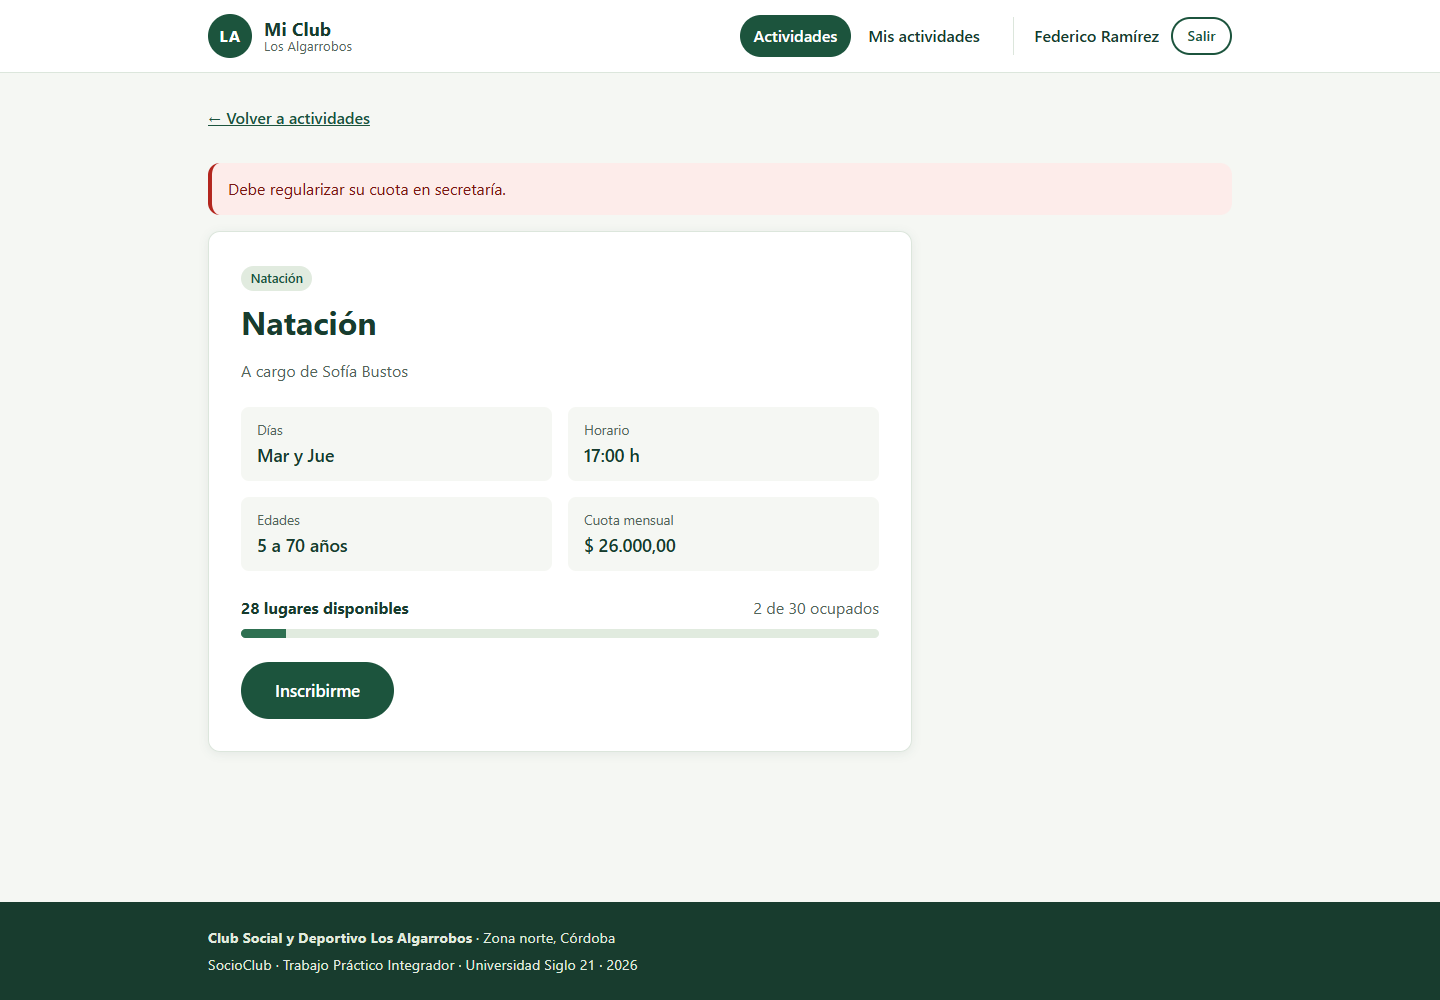 LA
Mi Club
Los Algarrobos
Actividades
Mis actividades
Federico Ramírez
Salir
← Volver a actividades
Debe regularizar su cuota en secretaría.
Natación
Natación
A cargo de Sofía Bustos
Días
Mar y Jue
Horario
17:00 h
Edades
5 a 70 años
Cuota mensual
$ 26.000,00
28 lugares disponibles
2 de 30 ocupados
Inscribirme
Club Social y Deportivo Los Algarrobos · Zona norte, Córdoba
SocioClub · Trabajo Práctico Integrador · Universidad Siglo 21 · 2026